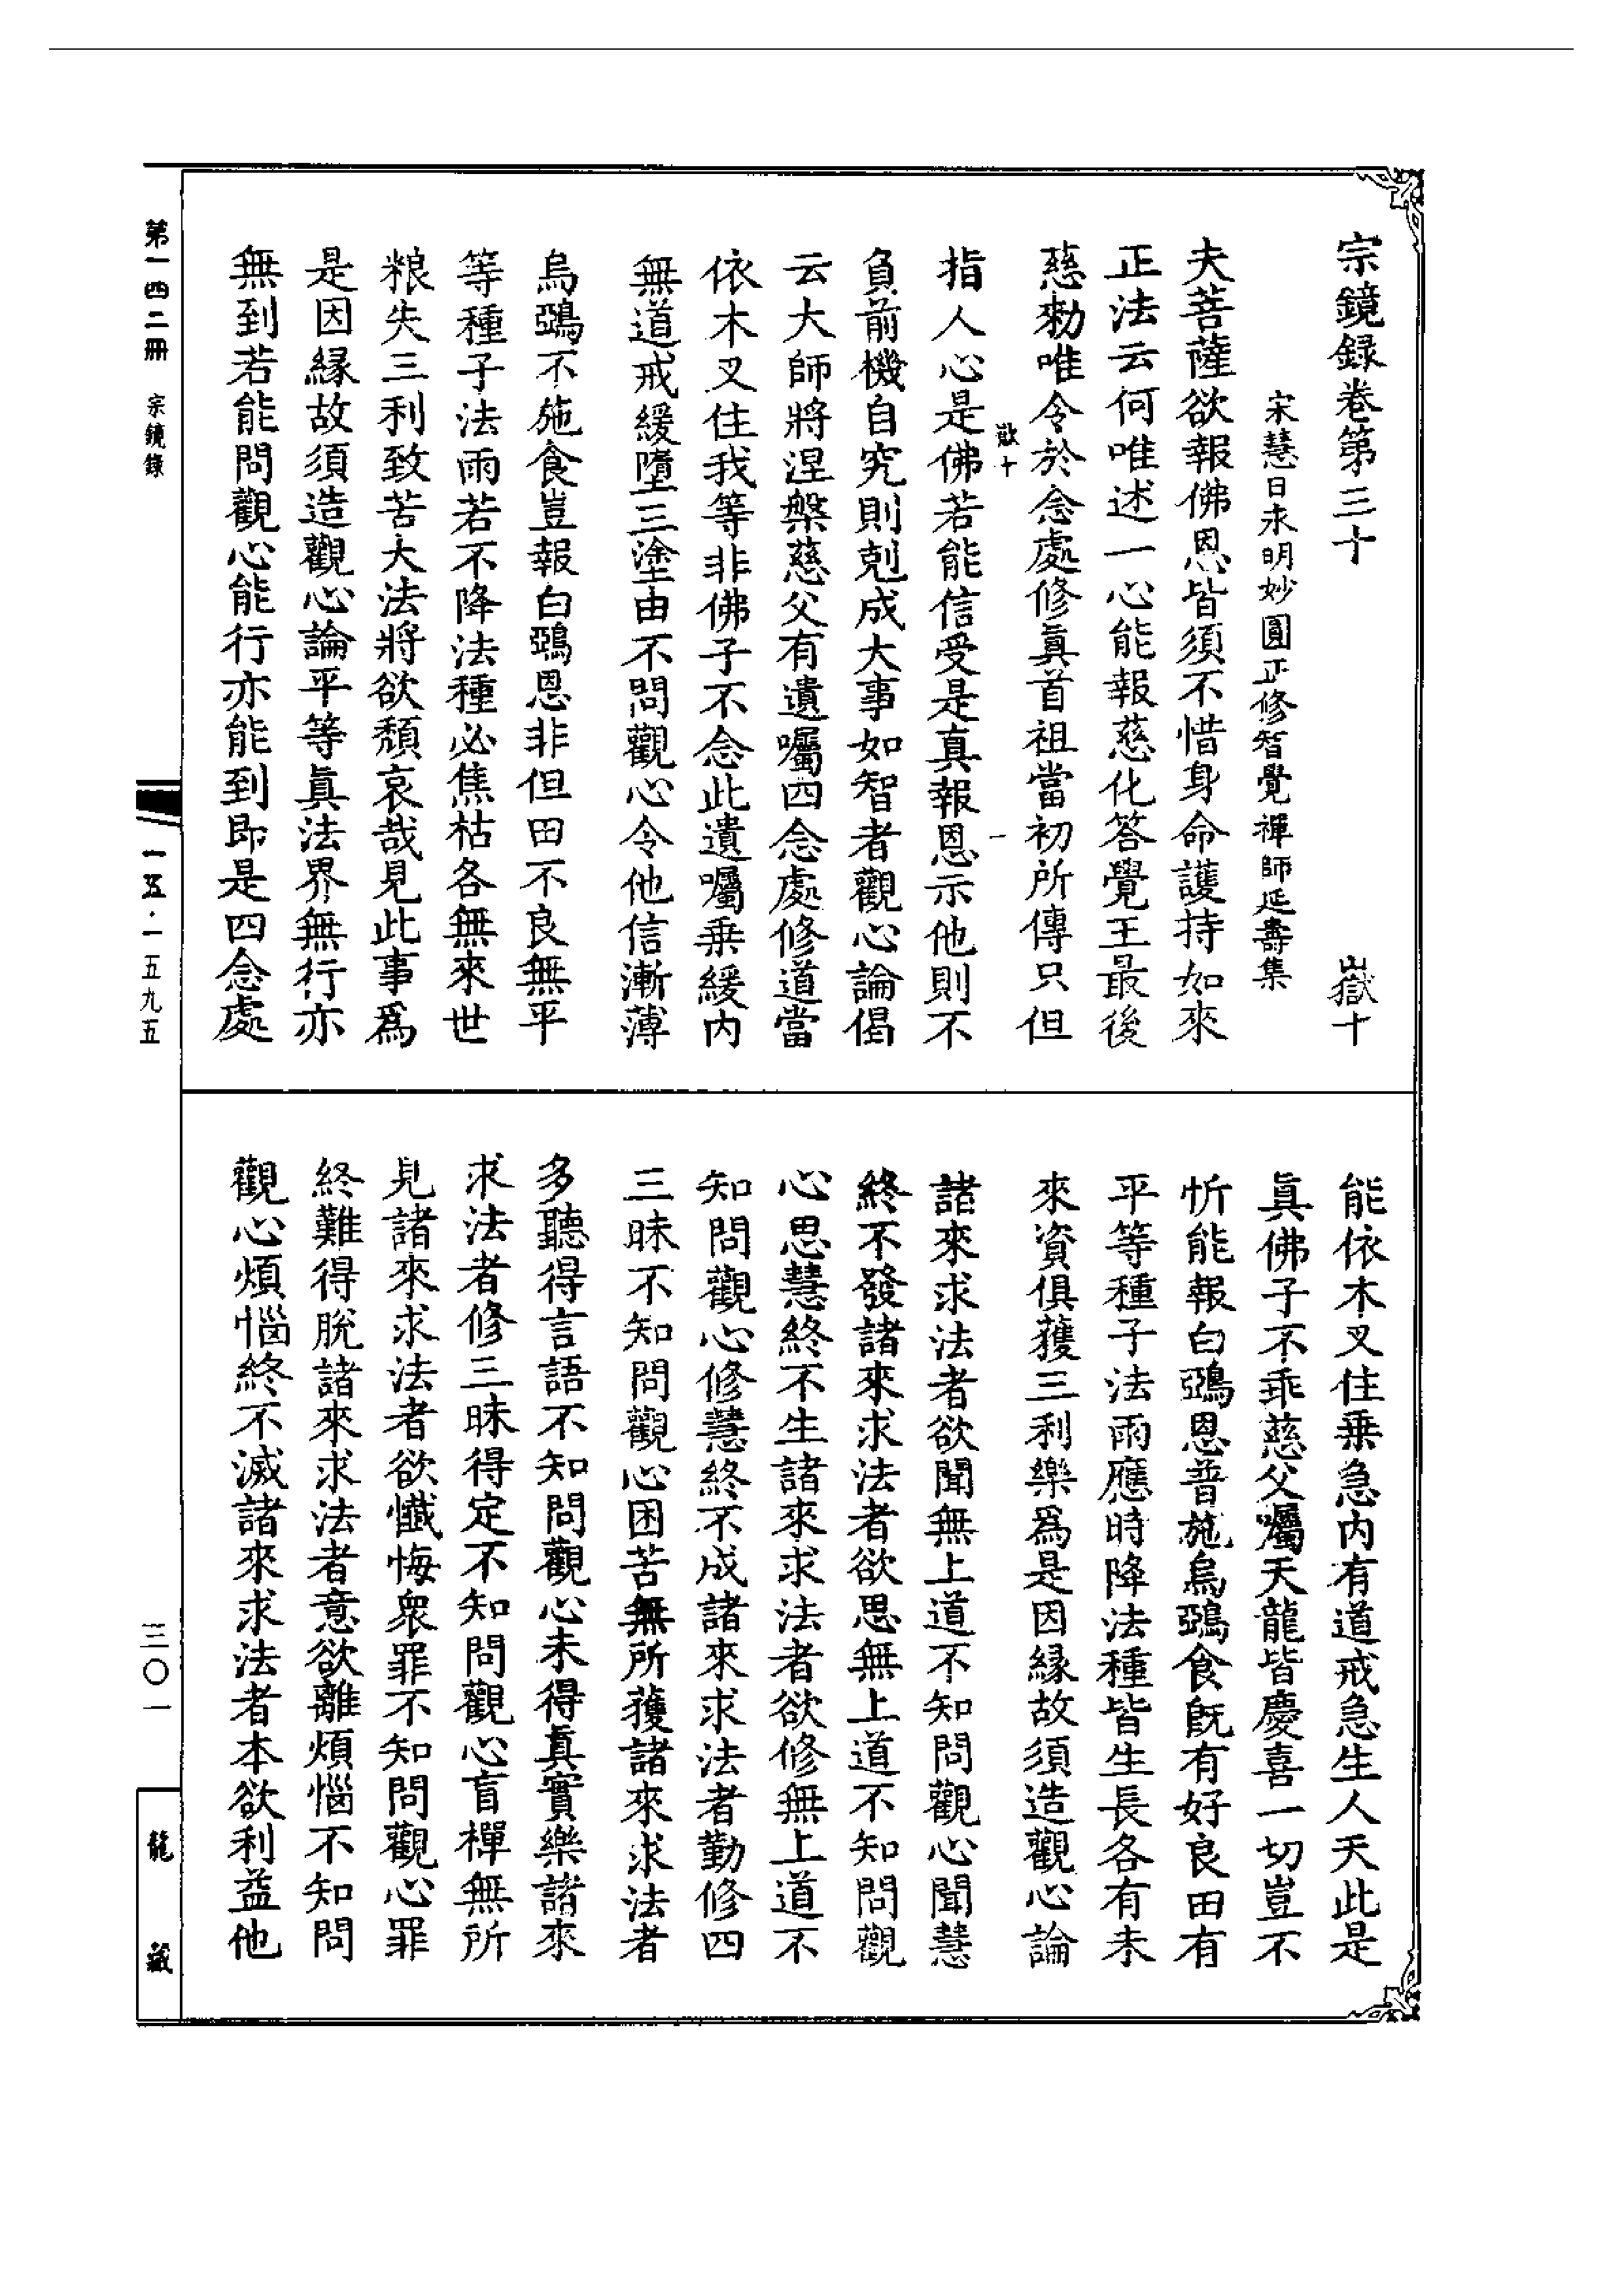 宗鏡録卷第三十　嶽十
宋慧日永明妙圓正修智覺禪師延壽集
夫菩薩欲報佛恩皆須不惜身命護持如來
正法云何唯述一心能報慈化答覺王最後
慈勑唯令於念處修眞首祖當初所傳只但
嶽十　一
指人心是佛若能信受是真報恩示他則不
負前機自究則剋成大事如智者觀心論偈
云大師將涅槃慈父有遺囑四念處修道當
依木叉住我等非佛子不念此遺囑乗緩内
無道戒緩墮三塗由不問觀心令他信漸薄
烏鵶不施食豈報白鵶恩非但田不良無平
等種子法雨若不降法種必焦枯各無來世
粮失三利致苦大法將欲頹哀哉見此事爲
是因縁故須造觀心論平等眞法界無行亦
無到若能問觀心能行亦能到即是四念處
能依木叉住乗急内有道戒急生人天此是
眞佛子不乖慈父囑天龍皆慶喜一切豈不
忻能報白鵶恩普施烏鵶食既有好良田有
平等種子法雨應時降法種皆生長各有未
來資俱獲三利樂爲是因縁故須造觀心論
諸來求法者欲聞無上道不知問觀心聞慧
終不發諸來求法者欲思無上道不知問觀
心思慧終不生諸來求法者欲修無上道不
知問觀心修慧終不成諸來求法者勤修四
三昧不知問觀心困苦無所獲諸來求法者
多聽得言語不知問觀心未得眞實樂諸來
求法者修三昧得定不知問觀心盲禪無所
見諸來求法者欲懺悔衆罪不知問觀心罪
終難得脫諸來求法者意欲離煩惱不知問
觀心煩惱終不滅諸來求法者本欲利益他
第一四二冊　宗鏡錄
一五五·一五九五
三〇一
龍藏